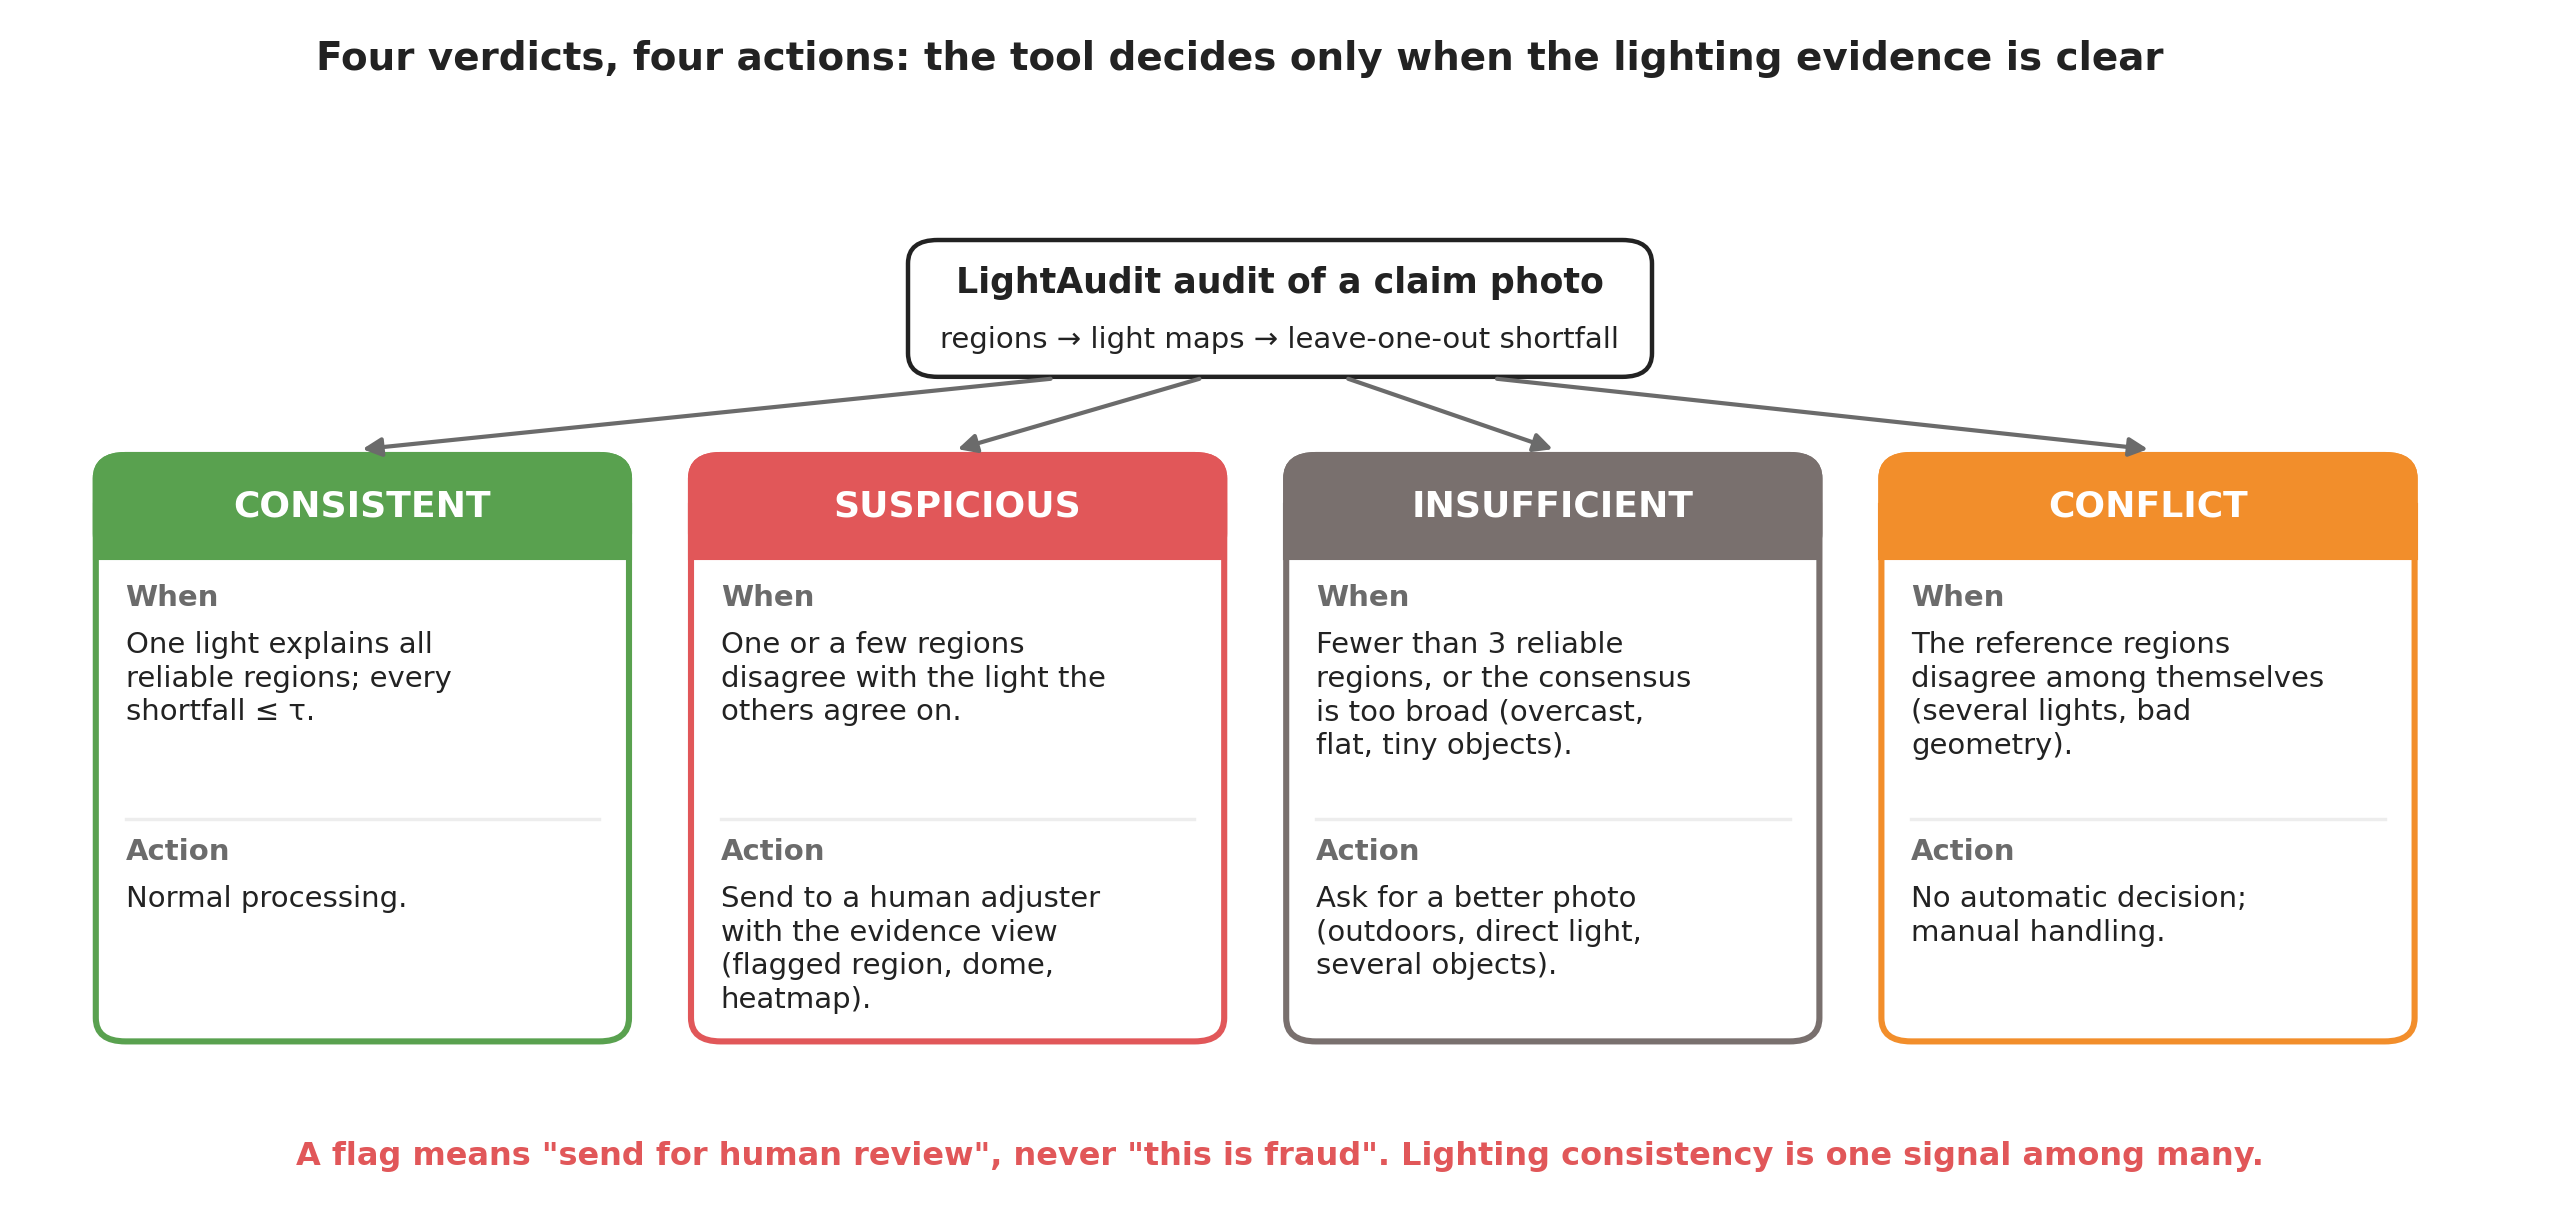 Four verdicts, four actions: the tool decides only when the lighting evidence is clear
LightAudit audit of a claim photo
regions → light maps → leave-one-out shortfall
CONSISTENT
When
One light explains all
reliable regions; every
shortfall ≤ τ.
Action
Normal processing.
SUSPICIOUS
When
One or a few regions
disagree with the light the
others agree on.
Action
Send to a human adjuster
with the evidence view
(flagged region, dome,
heatmap).
INSUFFICIENT
When
Fewer than 3 reliable
regions, or the consensus
is too broad (overcast,
flat, tiny objects).
Action
Ask for a better photo
(outdoors, direct light,
several objects).
CONFLICT
When
The reference regions
disagree among themselves
(several lights, bad
geometry).
Action
No automatic decision;
manual handling.
A flag means "send for human review", never "this is fraud". Lighting consistency is one signal among many.